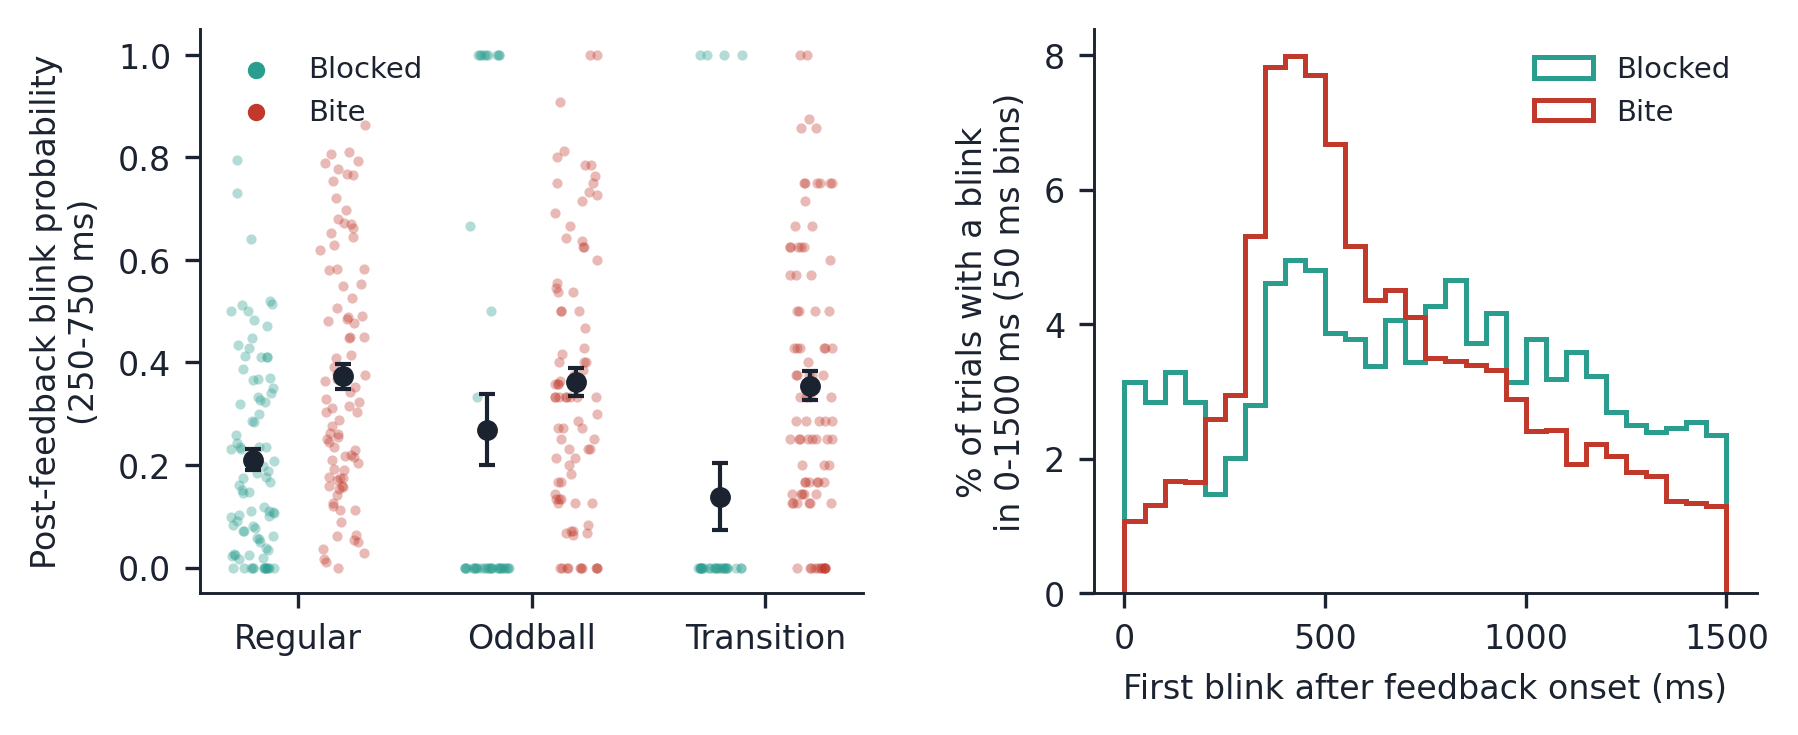 Post-feedback blink probability
(250-750 ms)
1.0
0.8
0.6
0.4
0.2
0.0
Blocked
Bite
Regular
Oddball
Transition
% of trials with a blink
in 0-1500 ms (50 ms bins)
8
6
4
2
0
Blocked
Bite
0
500
1000
1500
First blink after feedback onset (ms)